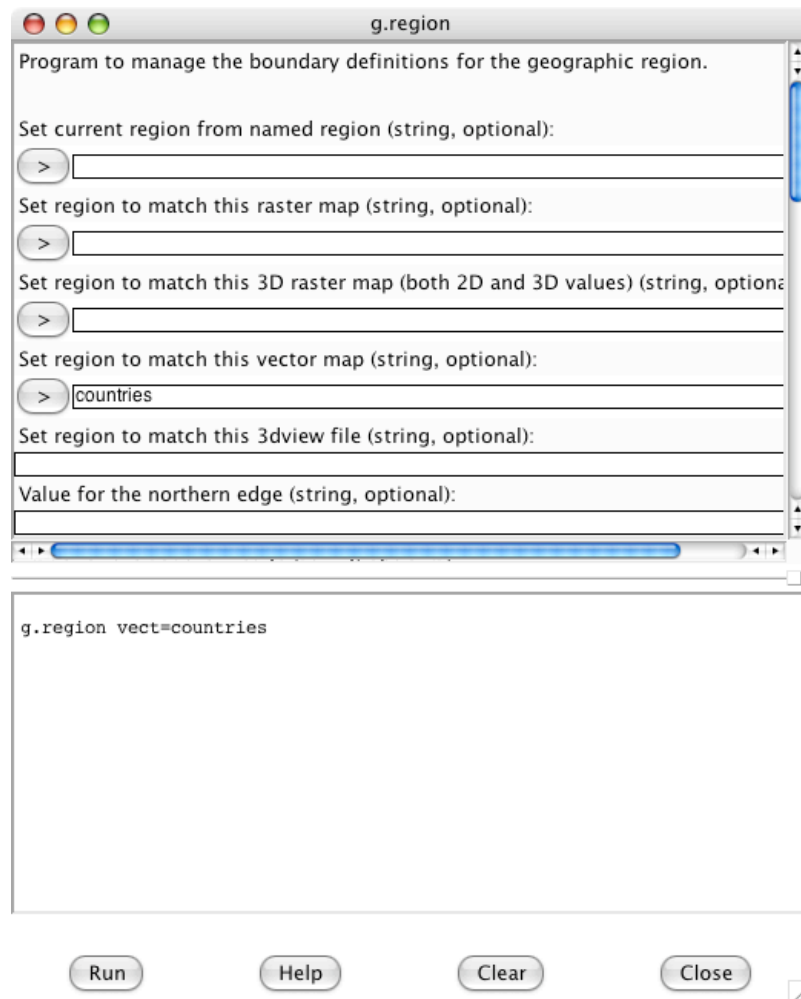 g.region
Program to manage the boundary definitions for the geographic region.
Set current region from named region (string, optional):
>
Set region to match this raster map (string, optional):
>
Set region to match this 3D raster map (both 2D and 3D values) (string, optiona
>
Set region to match this vector map (string, optional):
> countries
Set region to match this 3dview file (string, optional):
Value for the northern edge (string, optional):
g.region vect=countries
Run Help Clear Close